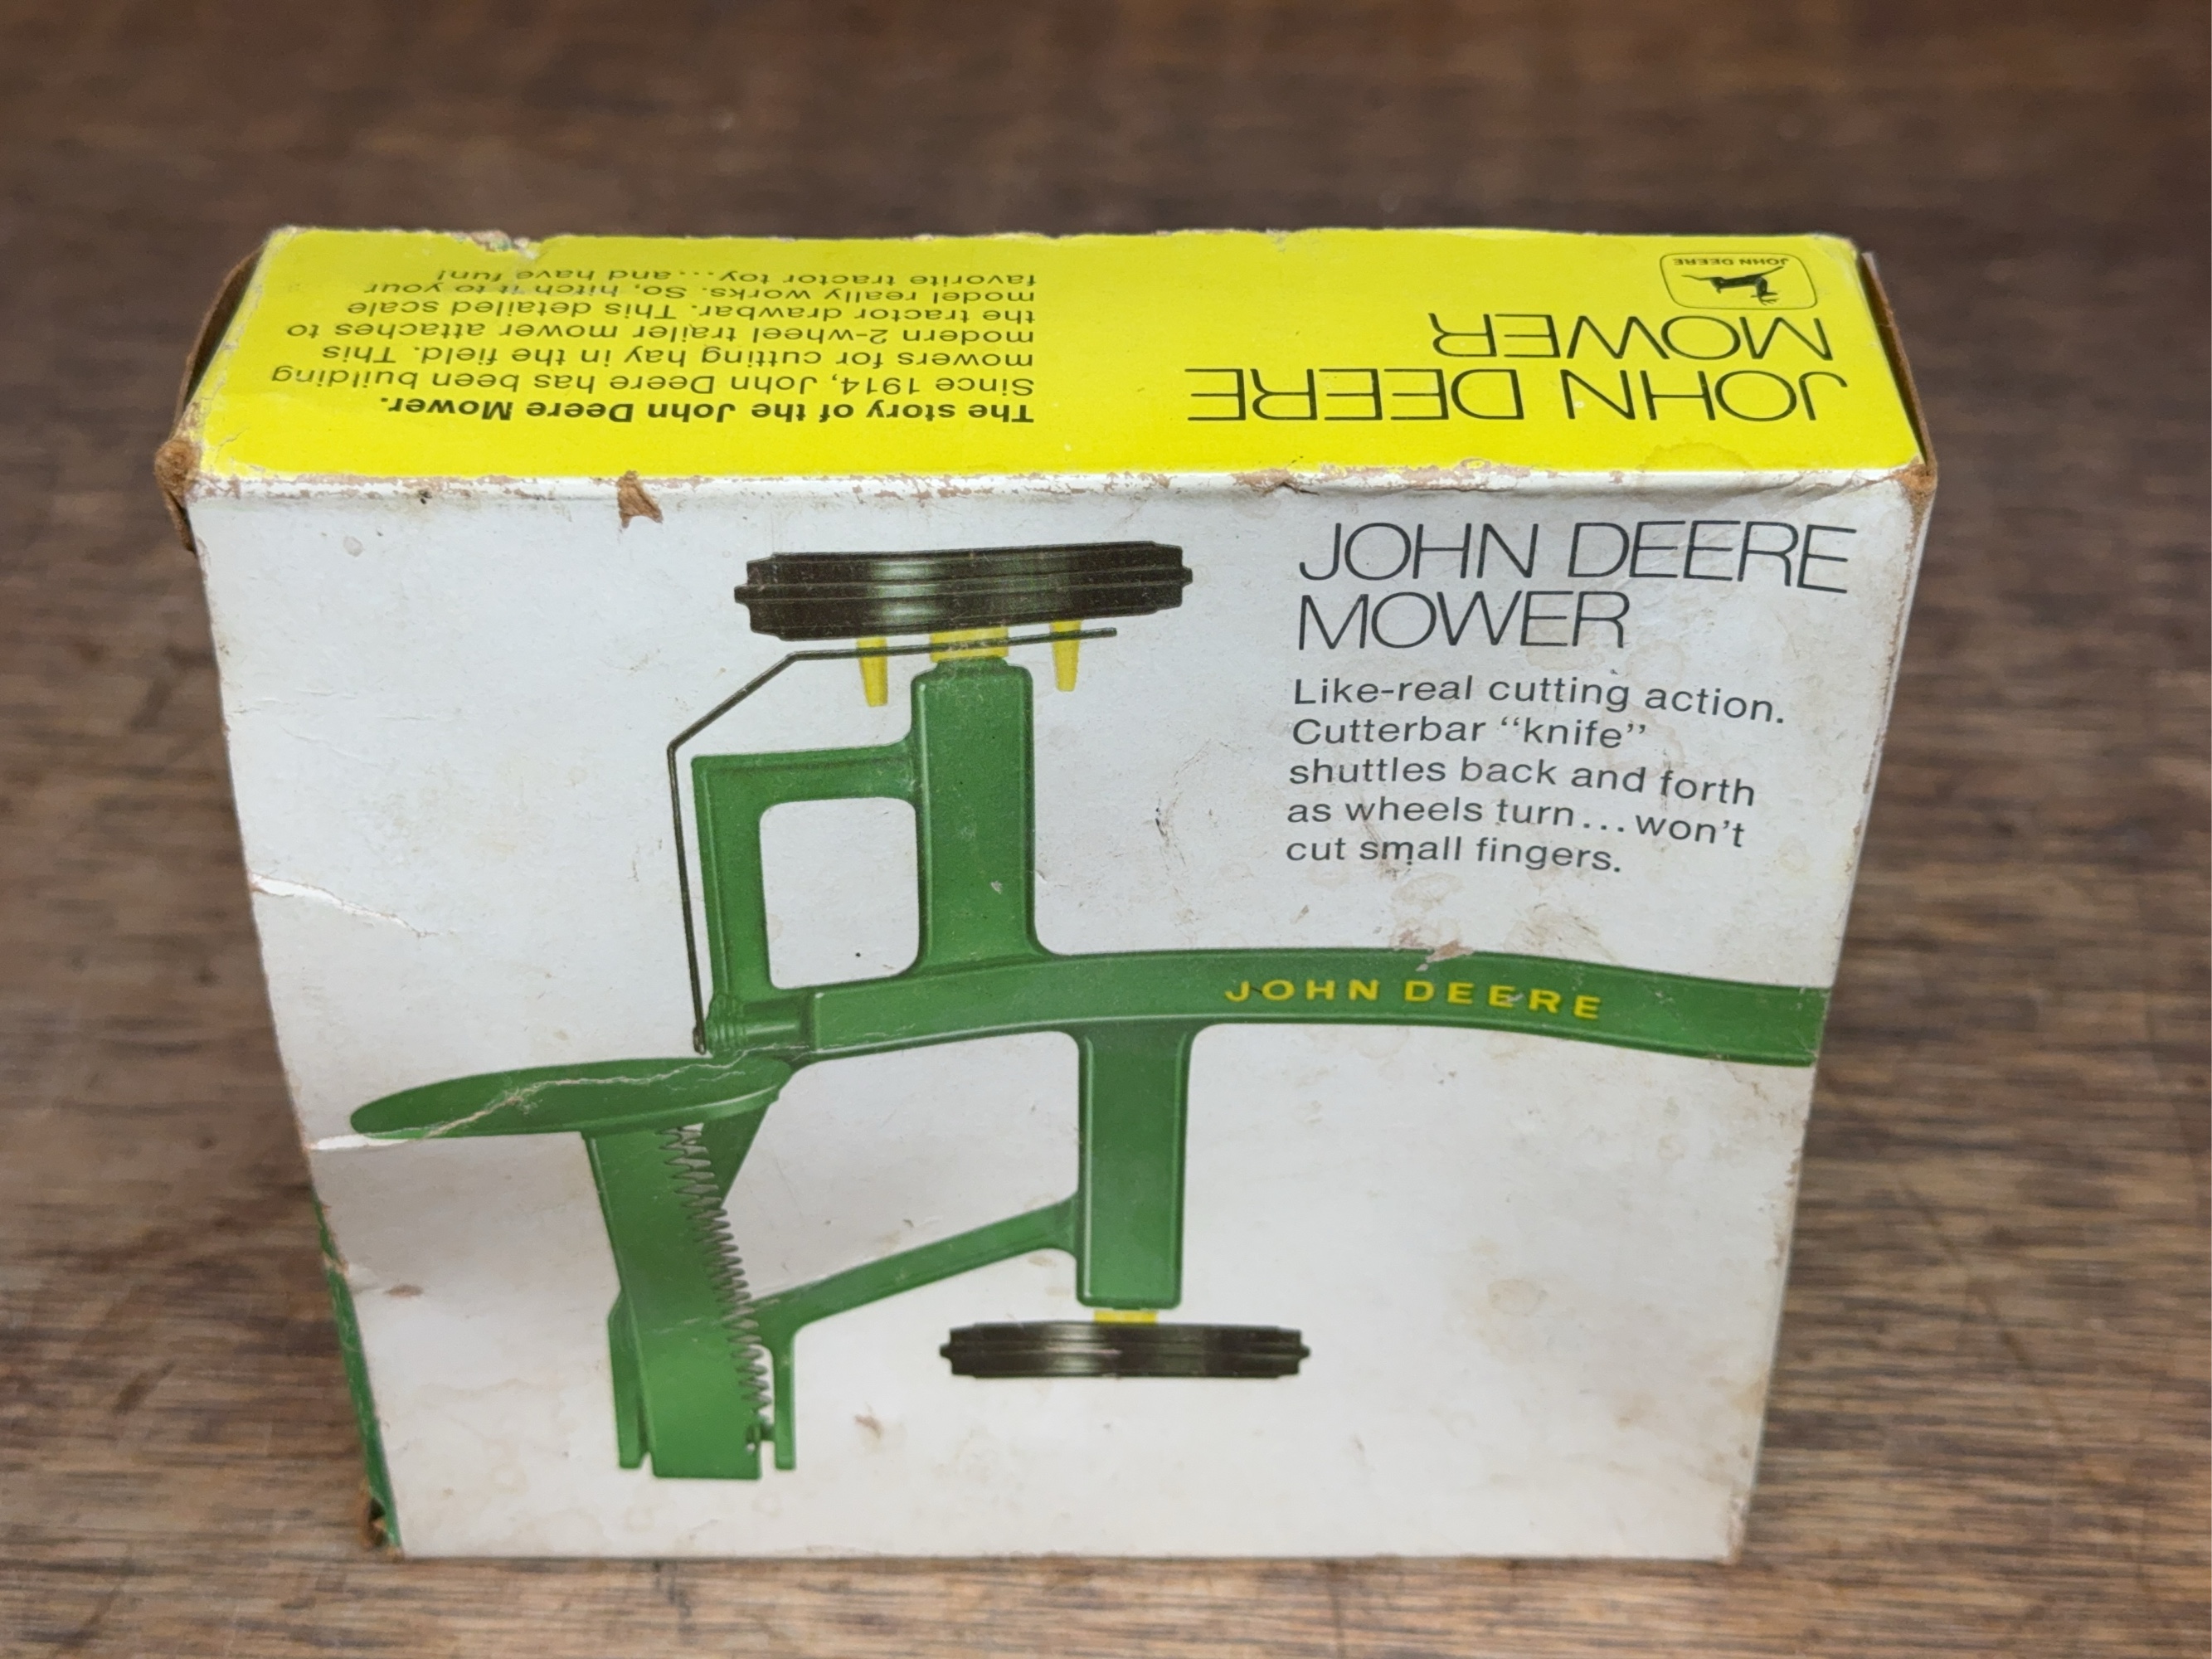 JOHN DEERE
JOHN DEERE
MOWER
The story of the John Deere Mower.
Since 1914, John Deere has been building
mowers for cutting hay in the field. This
modern 2-wheel trailer mower attaches to
the tractor drawbar. This detailed scale
model really works. So, hitch it to your
favorite tractor toy...and have fun!
JOHN DEERE
MOWER
Like-real cutting action.
Cutterbar “knife”
shuttles back and forth
as wheels turn...won't
cut small fingers.
JOHN DEERE